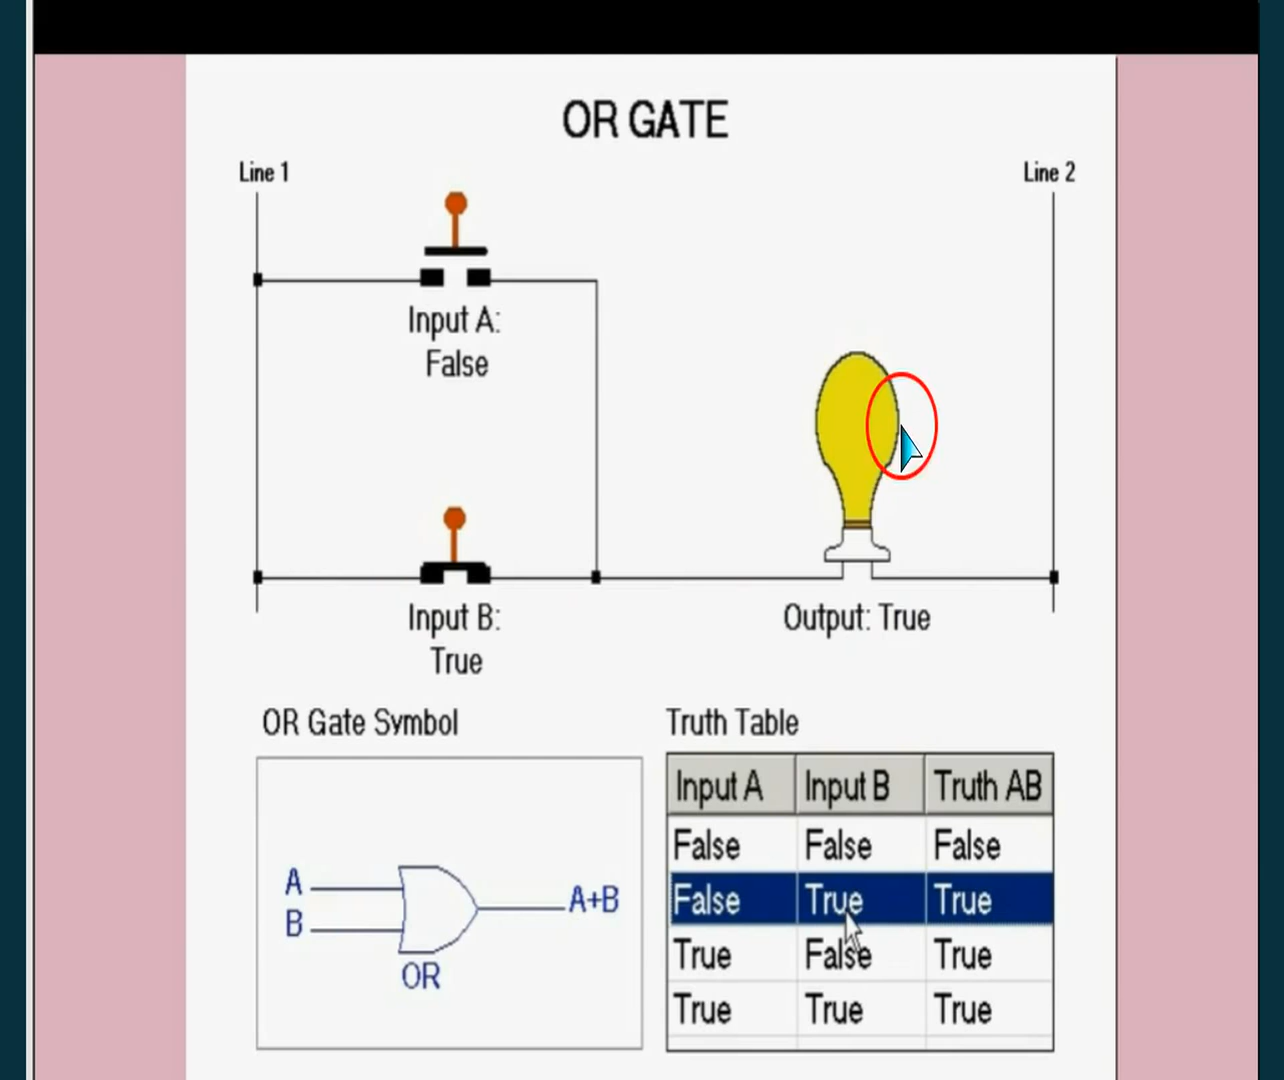 OR GATE
Line 1
Line 2
Input A:
False
Input B:
True
Output: True
OR Gate Symbol
A
B
A+B
OR
Truth Table
Input A Input B Truth AB
False False False
False True True
True False True
True True True